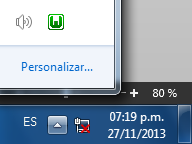 Personalizar...
80 %
ES
07:19 p.m.
27/11/2013